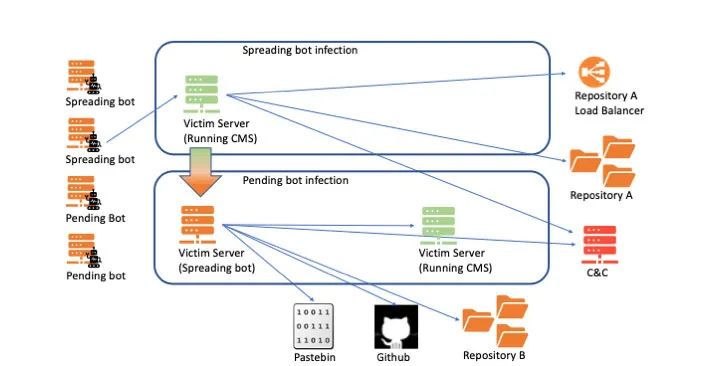 Spreading bot infection
Spreading bot
Victim Server
(Running CMS)
Repository A
Load Balancer
Spreading bot
Pending bot infection
Repository A
Pending Bot
Victim Server
(Spreading bot)
Victim Server
(Running CMS)
Pending bot
C&C
10011
00111
11010
Pastebin
Github
Repository B